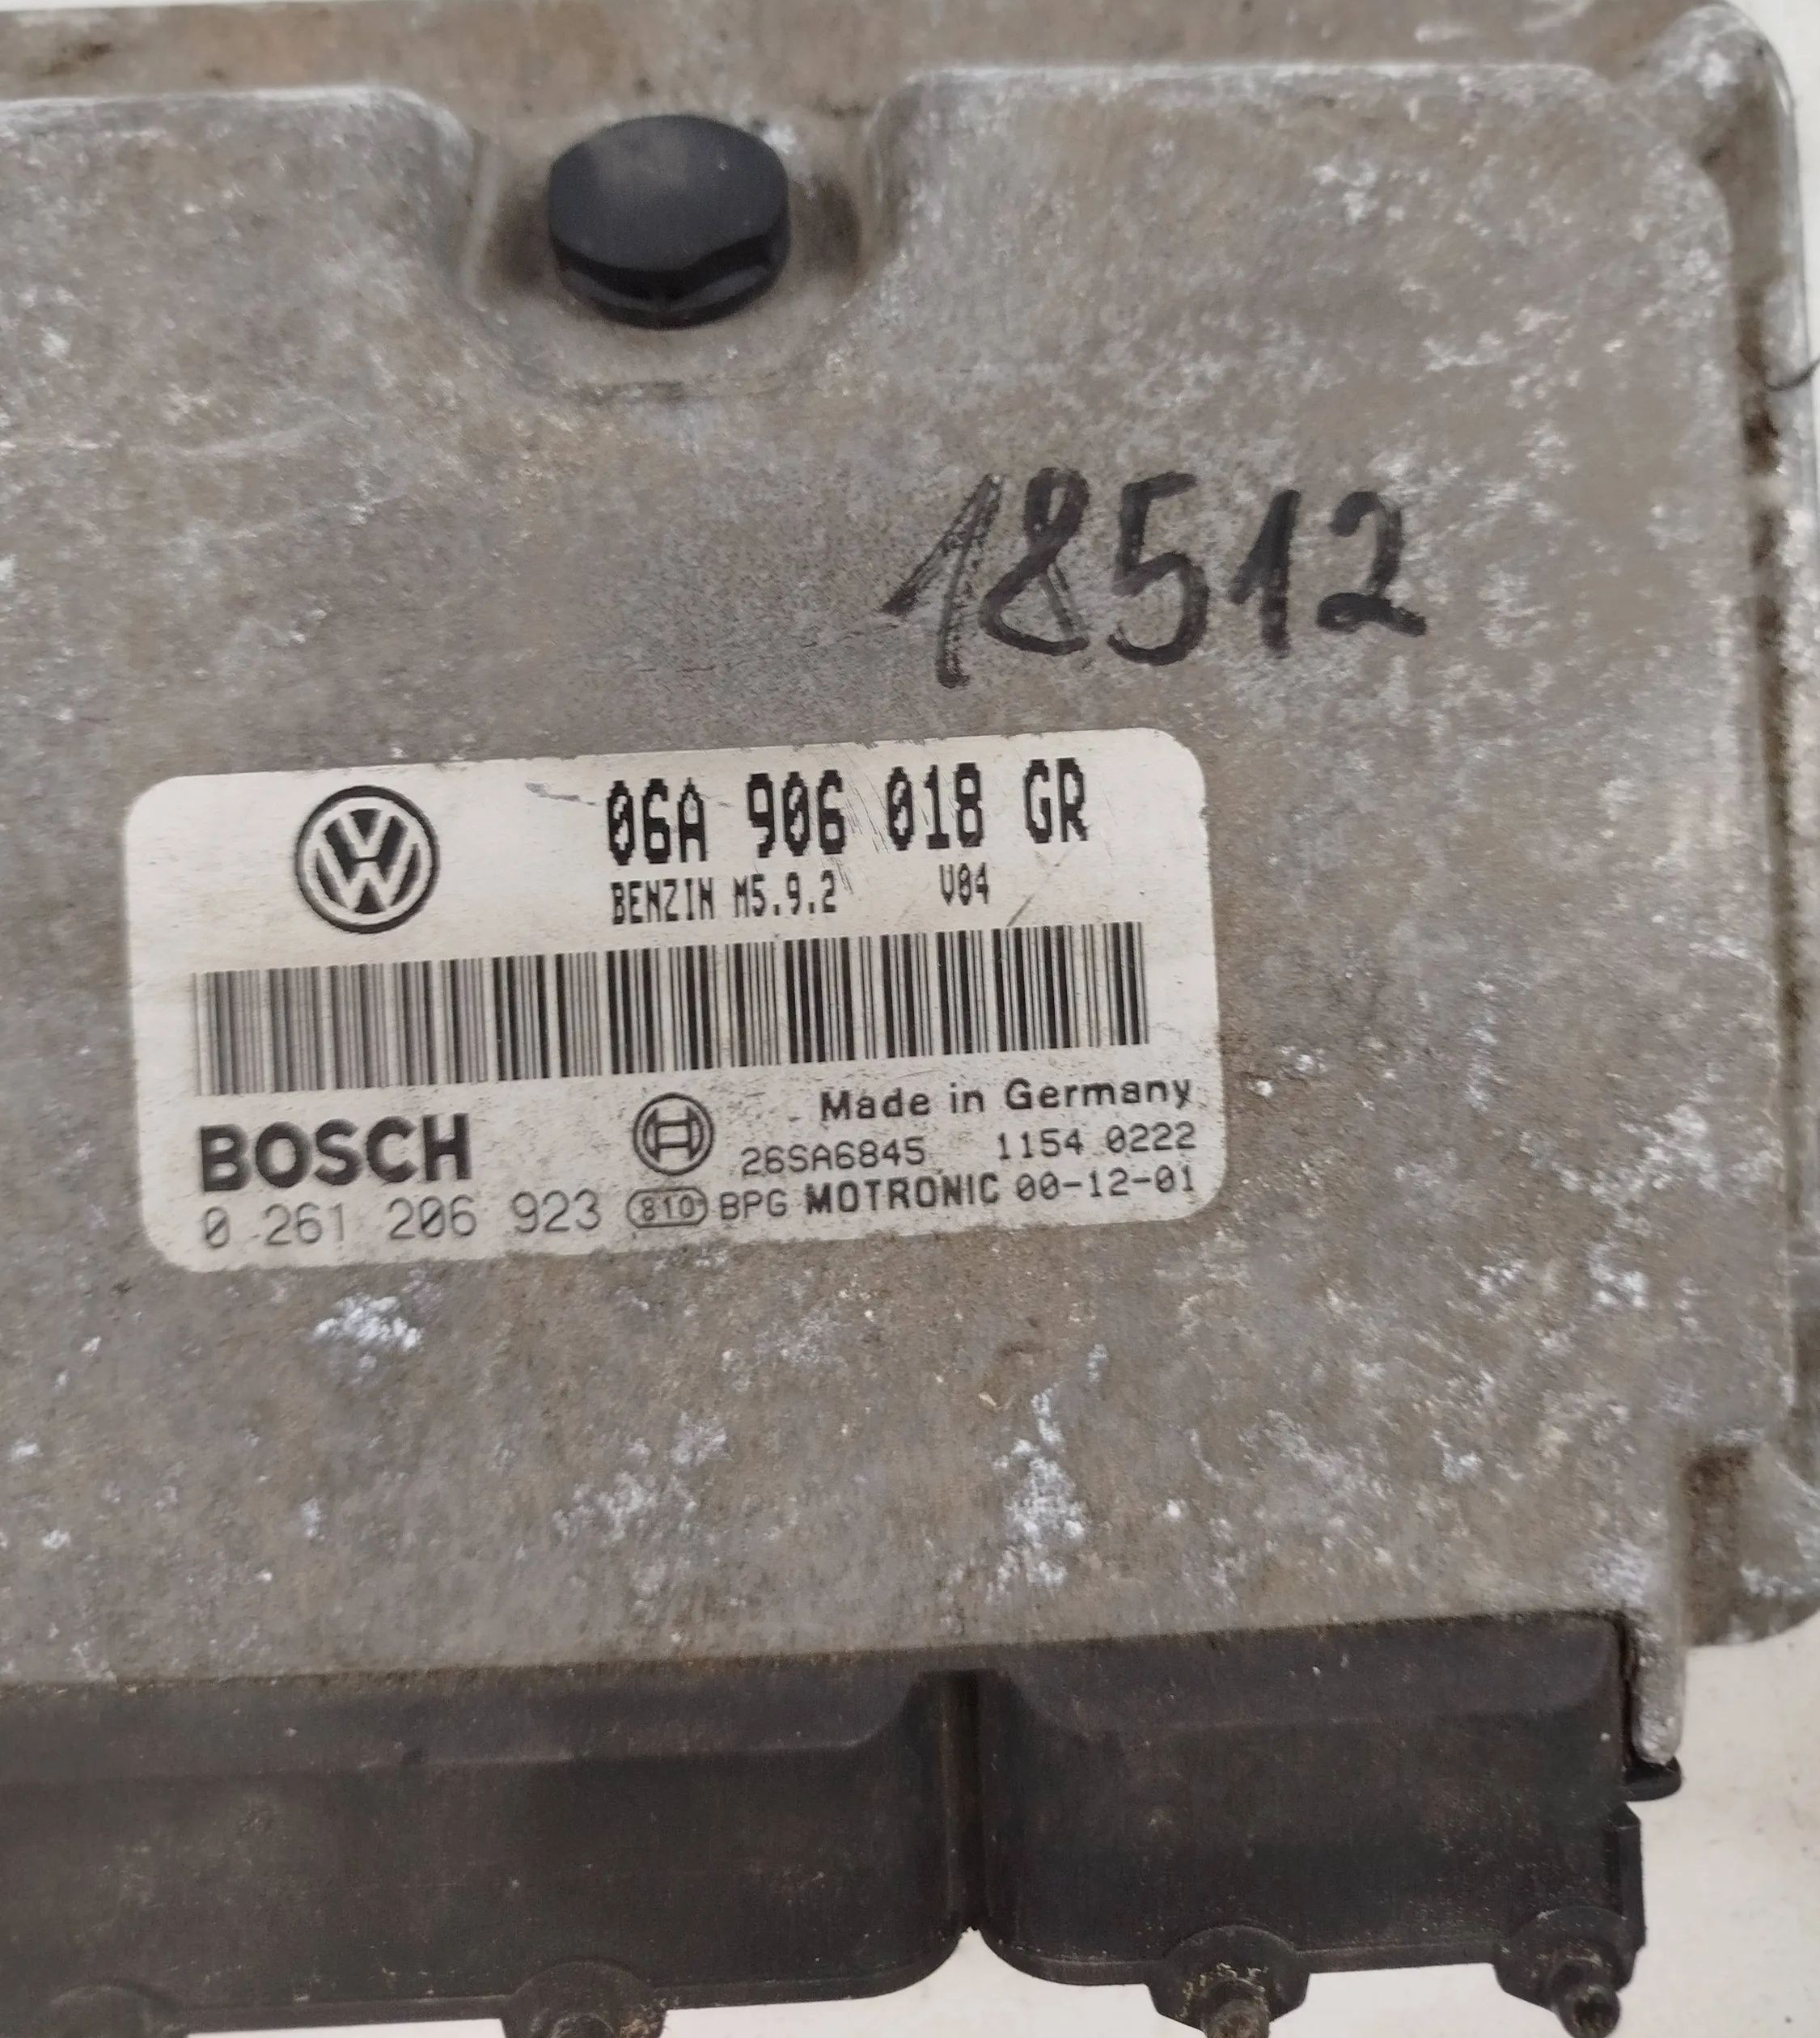 18512
06A 906 018 GR
BENZIN M5.9.2 V04
Made in Germany
BOSCH 26SA6845 1154 0222
0 261 206 923 810 BPG MOTRONIC 00-12-01